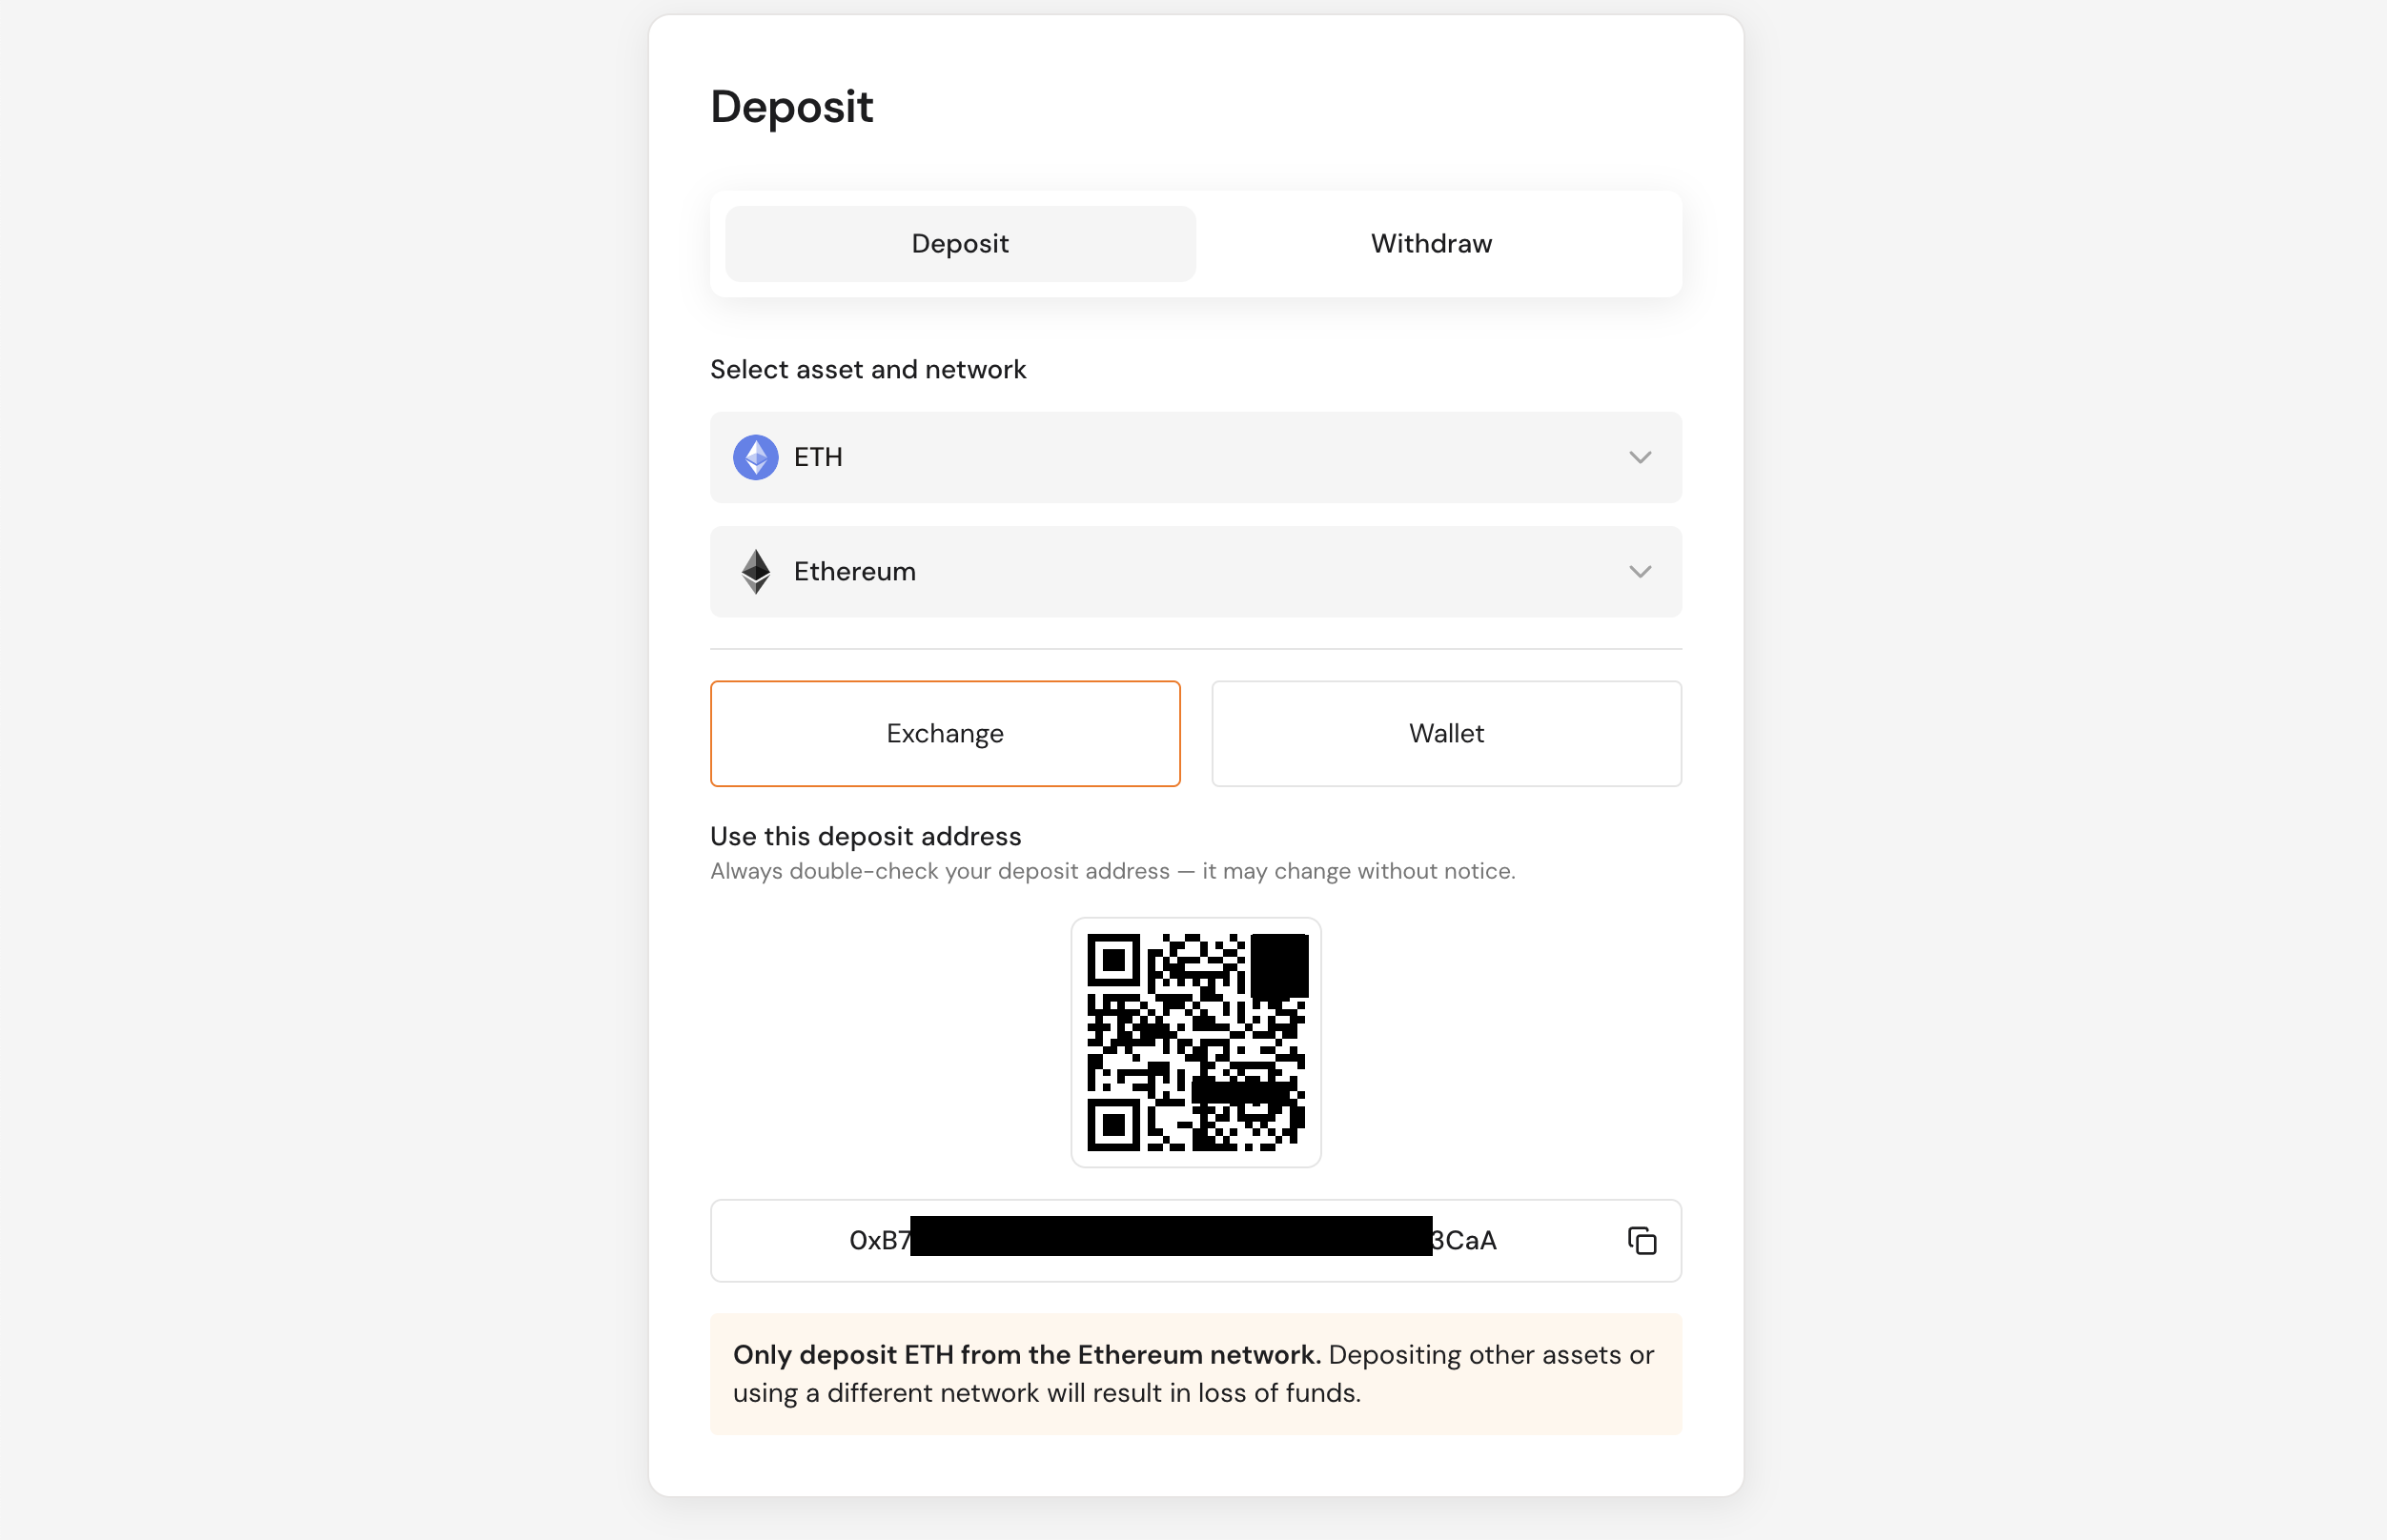 Deposit
Deposit
Withdraw
Select asset and network
ETH
Ethereum
Exchange
Wallet
Use this deposit address
Always double-check your deposit address — it may change without notice.
0xB7 3CaA
Only deposit ETH from the Ethereum network. Depositing other assets or
using a different network will result in loss of funds.